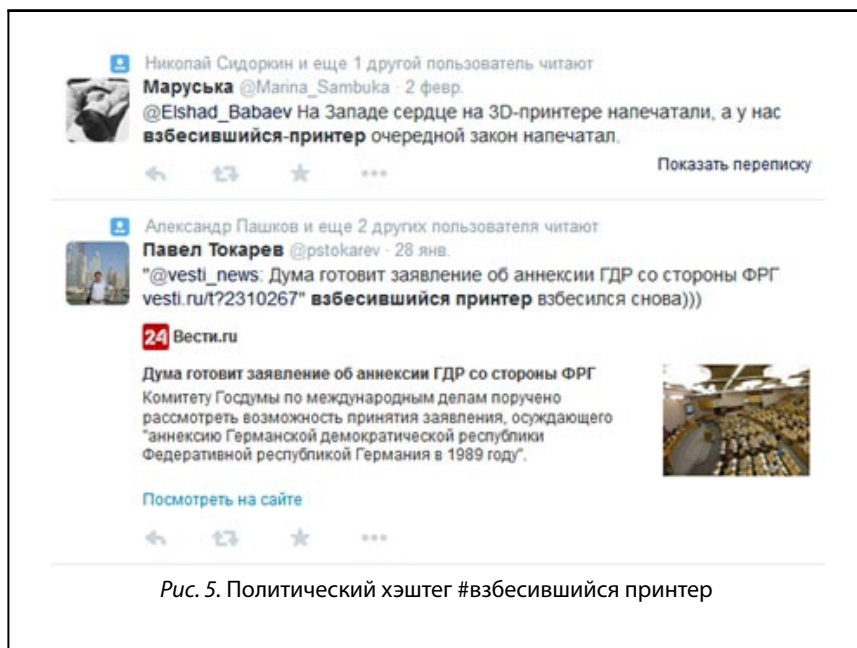 Николай Сидоркин и еще 1 другой пользователь читают
Маруська @Marina_Sambuka · 2 февр.
@Elshad_Babaev На Западе сердце на 3D-принтере напечатали, а у нас
взбесившийся-принтер очередной закон напечатал.
Показать переписку
Александр Пашков и еще 2 других пользователя читают
Павел Токарев @pstokarev · 28 янв.
"@vesti_news: Дума готовит заявление об аннексии ГДР со стороны ФРГ
vesti.ru/t?2310267" взбесившийся принтер взбесился снова)))
24 Вести.ru
Дума готовит заявление об аннексии ГДР со стороны ФРГ
Комитету Госдумы по международным делам поручено
рассмотреть возможность принятия заявления, осуждающего
"аннексию Германской демократической республики
Федеративной республикой Германия в 1989 году".
Посмотреть на сайте
Рис. 5. Политический хэштег #взбесившийся принтер